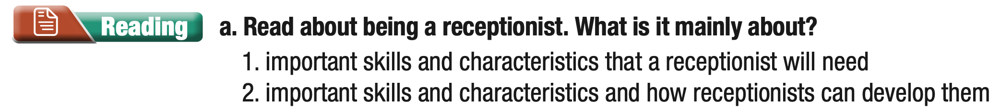 Reading a. Read about being a receptionist. What is it mainly about?
1. important skills and characteristics that a receptionist will need
2. important skills and characteristics and how receptionists can develop them